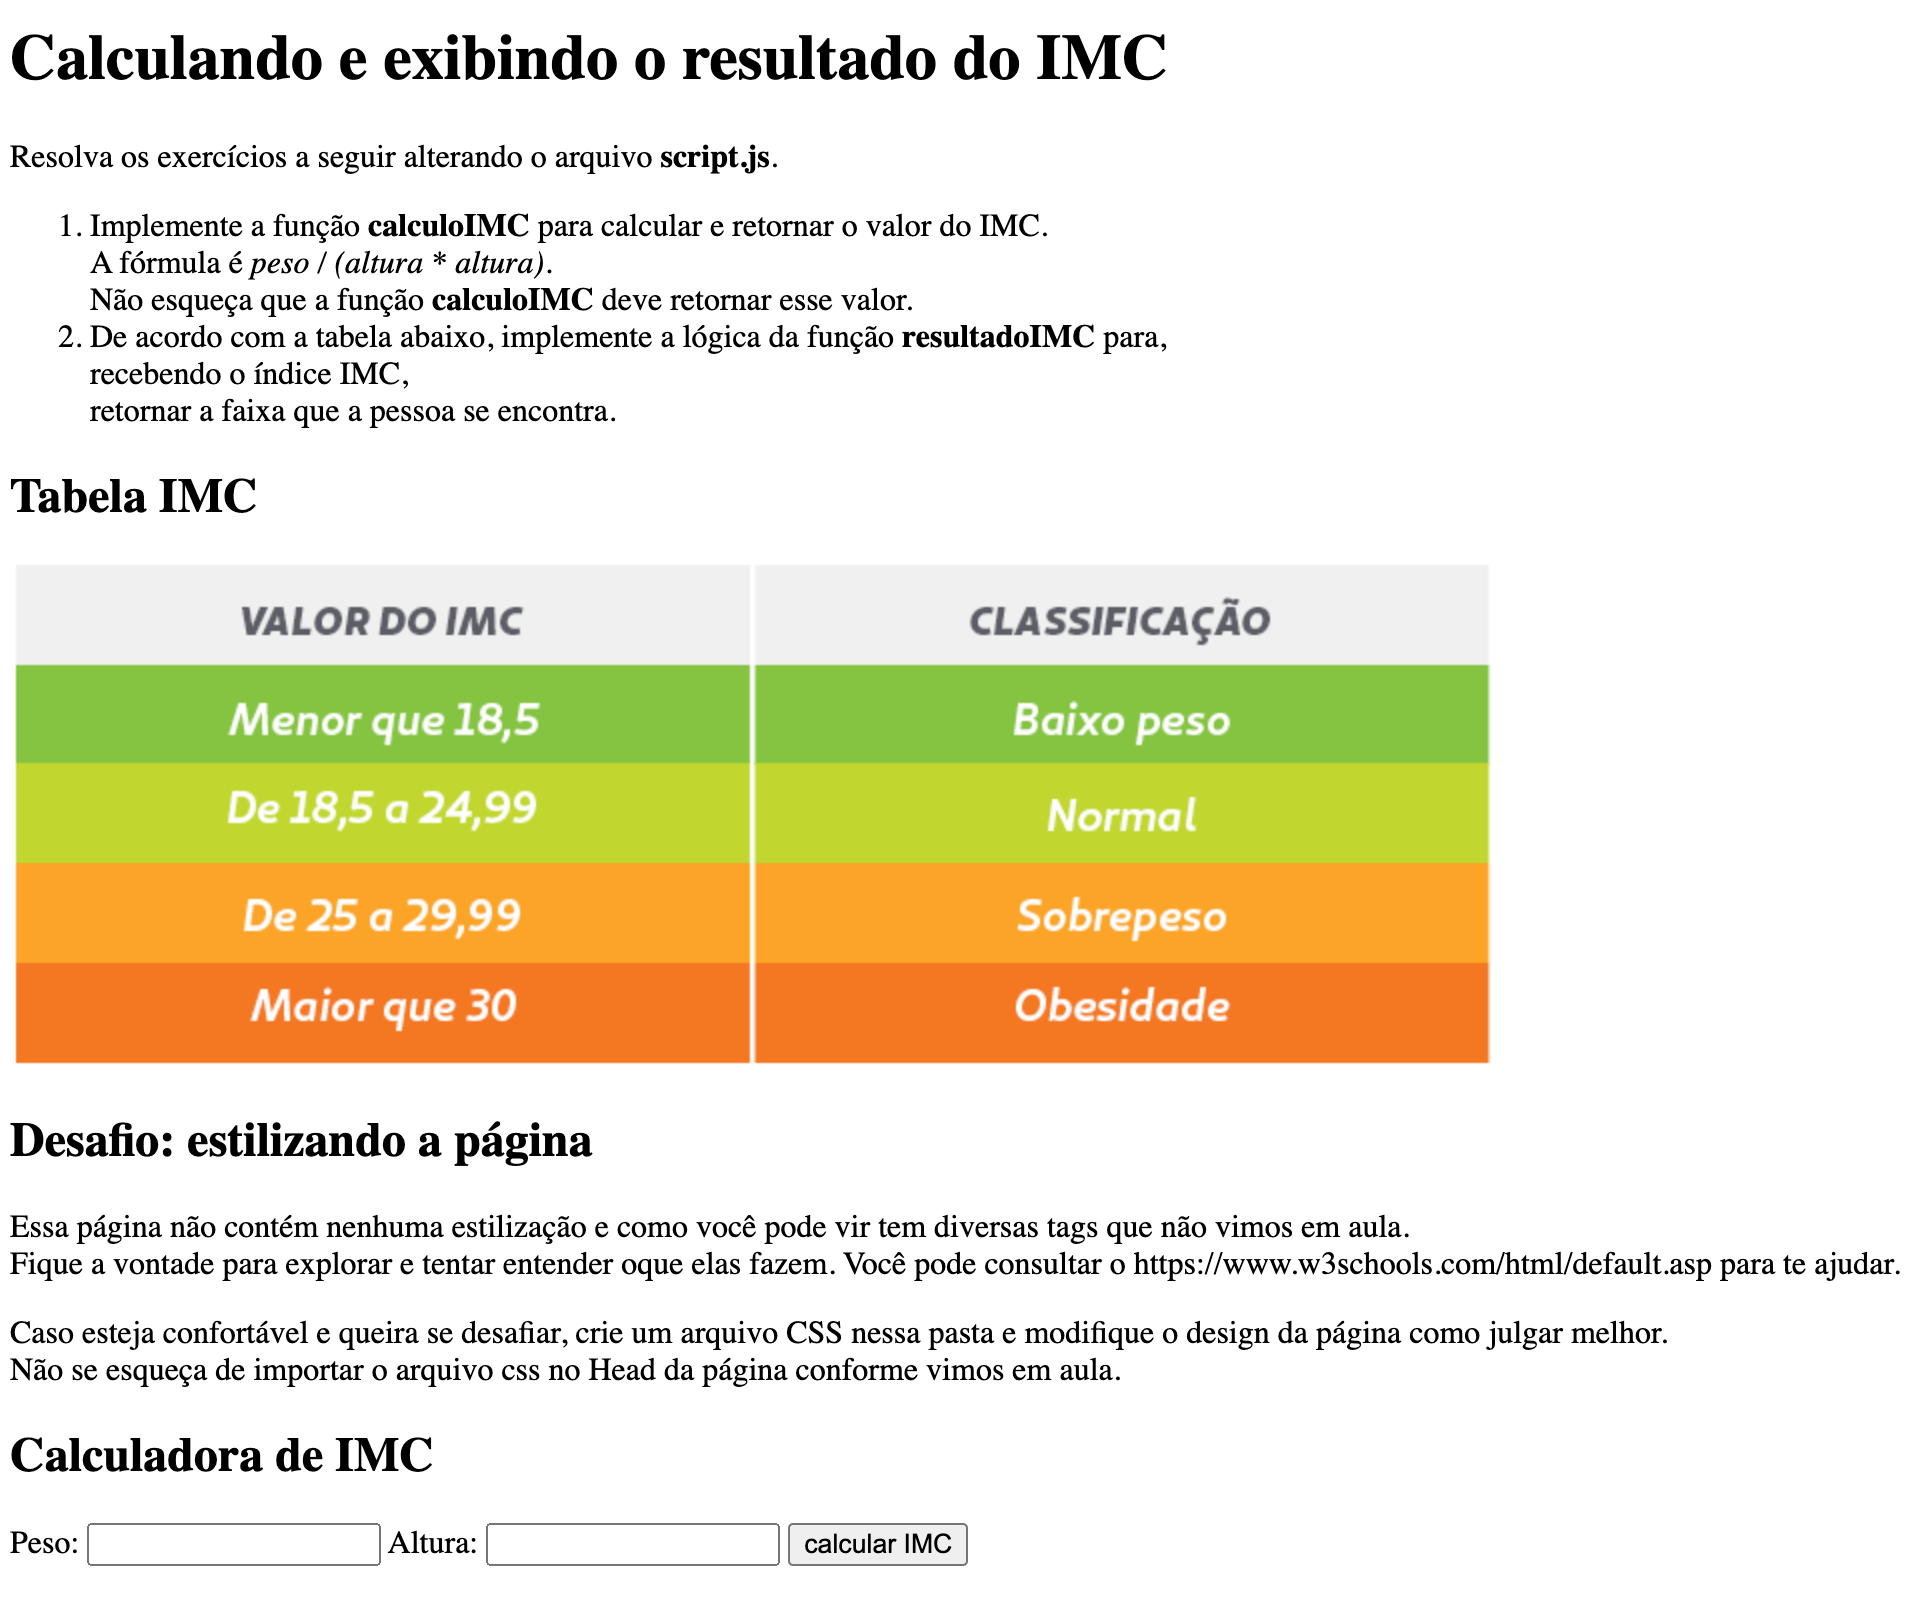 Calculando e exibindo o resultado do IMC
Resolva os exercícios a seguir alterando o arquivo script.js.
1. Implemente a função calculoIMC para calcular e retornar o valor do IMC.
A fórmula é peso / (altura * altura).
Não esqueça que a função calculoIMC deve retornar esse valor.
2. De acordo com a tabela abaixo, implemente a lógica da função resultadoIMC para,
recebendo o índice IMC,
retornar a faixa que a pessoa se encontra.
Tabela IMC
VALOR DO IMC CLASSIFICAÇÃO
Menor que 18,5 Baixo peso
De 18,5 a 24,99 Normal
De 25 a 29,99 Sobrepeso
Maior que 30 Obesidade
Desafio: estilizando a página
Essa página não contém nenhuma estilização e como você pode vir tem diversas tags que não vimos em aula.
Fique a vontade para explorar e tentar entender oque elas fazem. Você pode consultar o https://www.w3schools.com/html/default.asp para te ajudar.
Caso esteja confortável e queira se desafiar, crie um arquivo CSS nessa pasta e modifique o design da página como julgar melhor.
Não se esqueça de importar o arquivo css no Head da página conforme vimos em aula.
Calculadora de IMC
Peso: Altura: calcular IMC